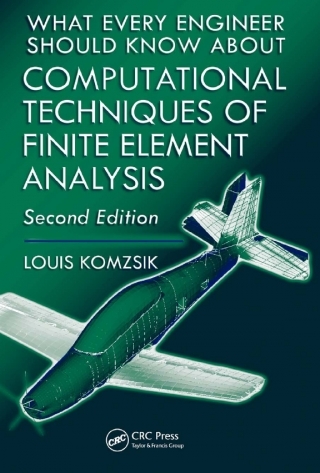 WHAT EVERY ENGINEER
SHOULD KNOW ABOUT
COMPUTATIONAL
TECHNIQUES OF
FINITE ELEMENT
ANALYSIS
Second Edition
LOUIS KOMZSIK
CRC
CRC Press
Taylor & Francis Group